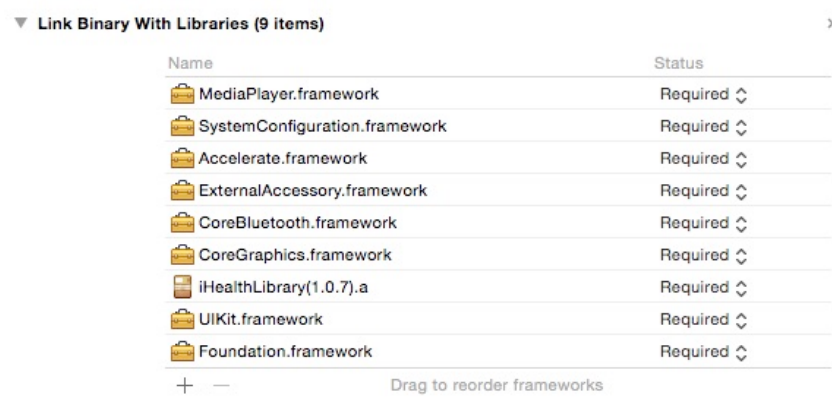 Link Binary With Libraries (9 items)
Name Status
MediaPlayer.framework Required
SystemConfiguration.framework Required
Accelerate.framework Required
ExternalAccessory.framework Required
CoreBluetooth.framework Required
CoreGraphics.framework Required
iHealthLibrary(1.0.7).a Required
UIKit.framework Required
Foundation.framework Required
Drag to reorder frameworks